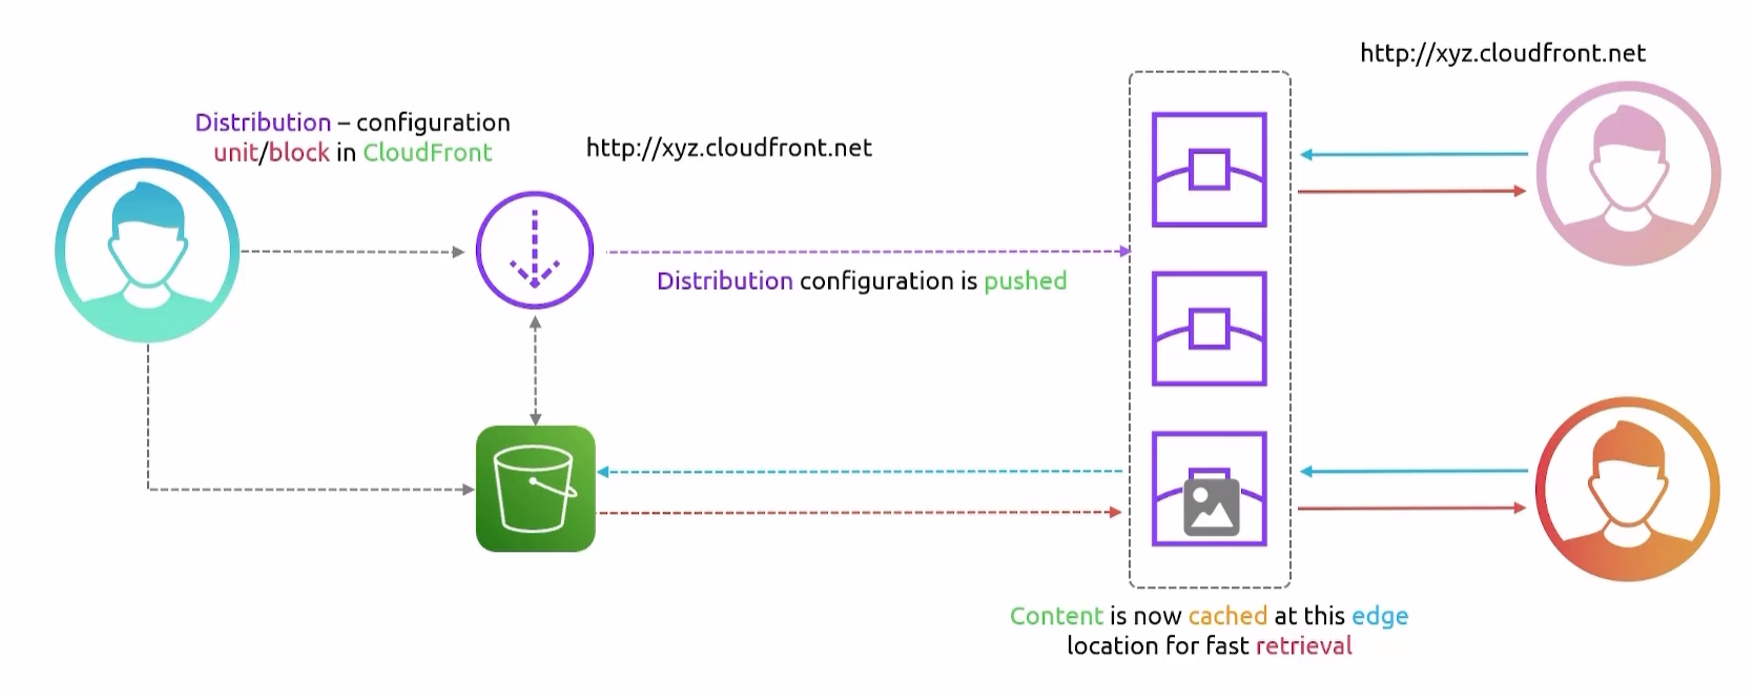 http://xyz.cloudfront.net
Distribution – configuration
unit/block in CloudFront
http://xyz.cloudfront.net
Distribution configuration is pushed
Content is now cached at this edge
location for fast retrieval